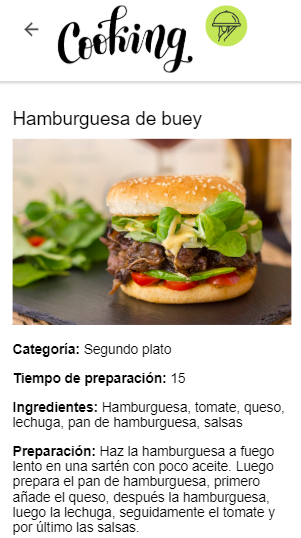 Cooking
Hamburguesa de buey
Categoría: Segundo plato
Tiempo de preparación: 15
Ingredientes: Hamburguesa, tomate, queso,
lechuga, pan de hamburguesa, salsas
Preparación: Haz la hamburguesa a fuego
lento en una sartén con poco aceite. Luego
prepara el pan de hamburguesa, primero
añade el queso, después la hamburguesa,
luego la lechuga, seguidamente el tomate y
por último las salsas.